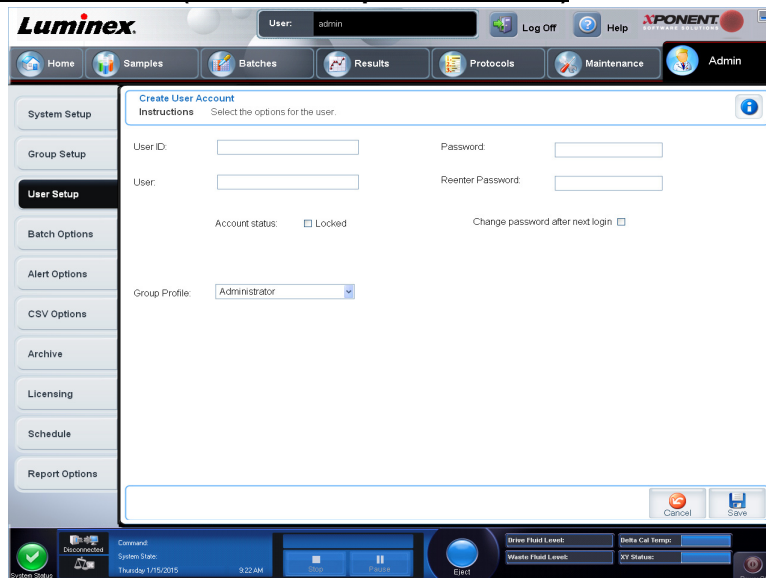 Luminex.
User: admin
Log Off
Help
XPONENT.
SOFTWARE SOLUTIONS
Home
Samples
Batches
Results
Protocols
Maintenance
Admin
System Setup
Group Setup
User Setup
Batch Options
Alert Options
CSV Options
Archive
Licensing
Schedule
Report Options
Create User Account
Instructions Select the options for the user.
User ID:
Password:
User:
Reenter Password:
Account status: Locked
Change password after next login
Group Profile: Administrator
Cancel
Save
System Status
Disconnected
Command:
System State:
Thursday 1/15/2015 9:22 AM
Stop
Pause
Eject
Drive Fluid Level:
Delta Cal Temp:
Waste Fluid Level:
XY Status: